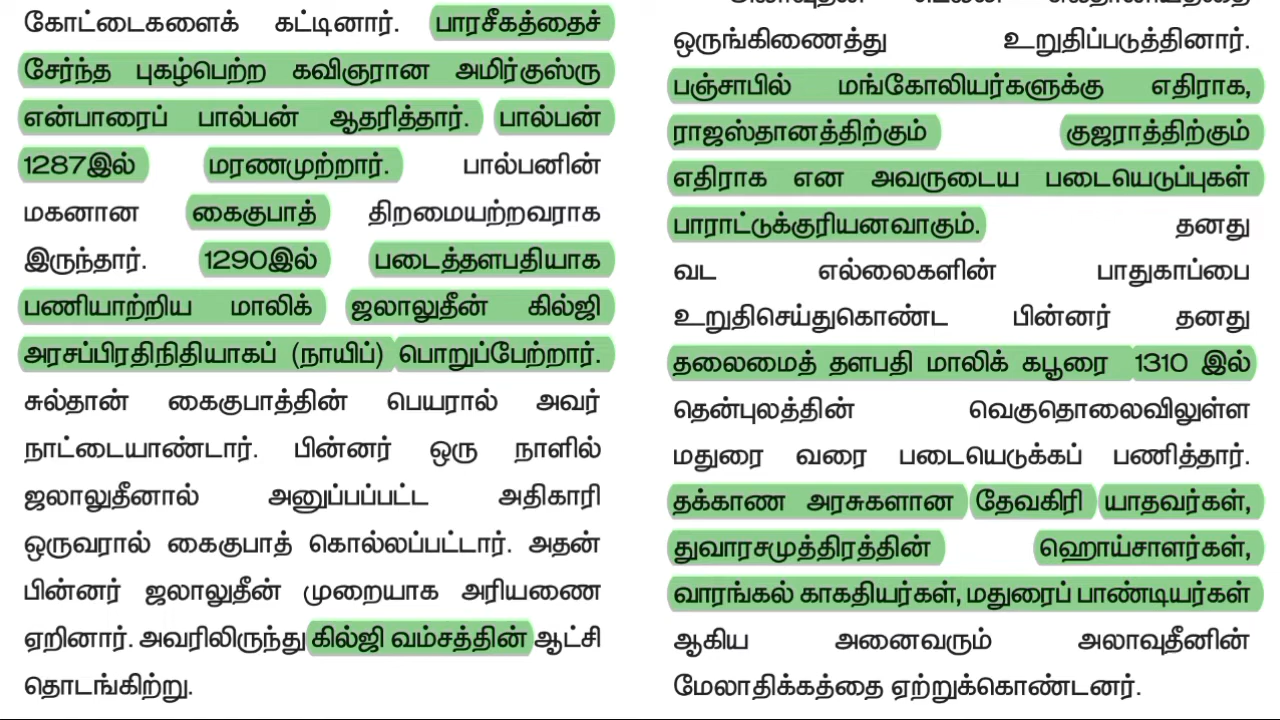 கோட்டைகளைக் கட்டினார். பாரசீகத்தைச்
சேர்ந்த புகழ்பெற்ற கவிஞரான அமிர்குஸ்ரு
என்பாரைப் பால்பன் ஆதரித்தார். பால்பன்
1287இல் மரணமுற்றார். பால்பனின்
மகனான கைகுபாத் திறமையற்றவராக
இருந்தார். 1290இல் படைத்தளபதியாக
பணியாற்றிய மாலிக் ஜலாலுதீன் கில்ஜி
அரசப்பிரதிநிதியாகப் (நாயிப்) பொறுப்பேற்றார்.
சுல்தான் கைகுபாத்தின் பெயரால் அவர்
நாட்டையாண்டார். பின்னர் ஒரு நாளில்
ஜலாலுதீனால் அனுப்பப்பட்ட அதிகாரி
ஒருவரால் கைகுபாத் கொல்லப்பட்டார். அதன்
பின்னர் ஜலாலுதீன் முறையாக அரியணை
ஏறினார். அவரிலிருந்து கில்ஜி வம்சத்தின் ஆட்சி
தொடங்கிற்று.
ஒருங்கிணைத்து உறுதிப்படுத்தினார்.
பஞ்சாபில் மங்கோலியர்களுக்கு எதிராக,
ராஜஸ்தானத்திற்கும் குஜராத்திற்கும்
எதிராக என அவருடைய படையெடுப்புகள்
பாராட்டுக்குரியனவாகும். தனது
வட எல்லைகளின் பாதுகாப்பை
உறுதிசெய்துகொண்ட பின்னர் தனது
தலைமைத் தளபதி மாலிக் கபூரை 1310 இல்
தென்புலத்தின் வெகுதொலைவிலுள்ள
மதுரை வரை படையெடுக்கப் பணித்தார்.
தக்காண அரசுகளான தேவகிரி யாதவர்கள்,
துவாரசமுத்திரத்தின் ஹொய்சாளர்கள்,
வாரங்கல் காகதியர்கள், மதுரைப் பாண்டியர்கள்
ஆகிய அனைவரும் அலாவுதீனின்
மேலாதிக்கத்தை ஏற்றுக்கொண்டனர்.